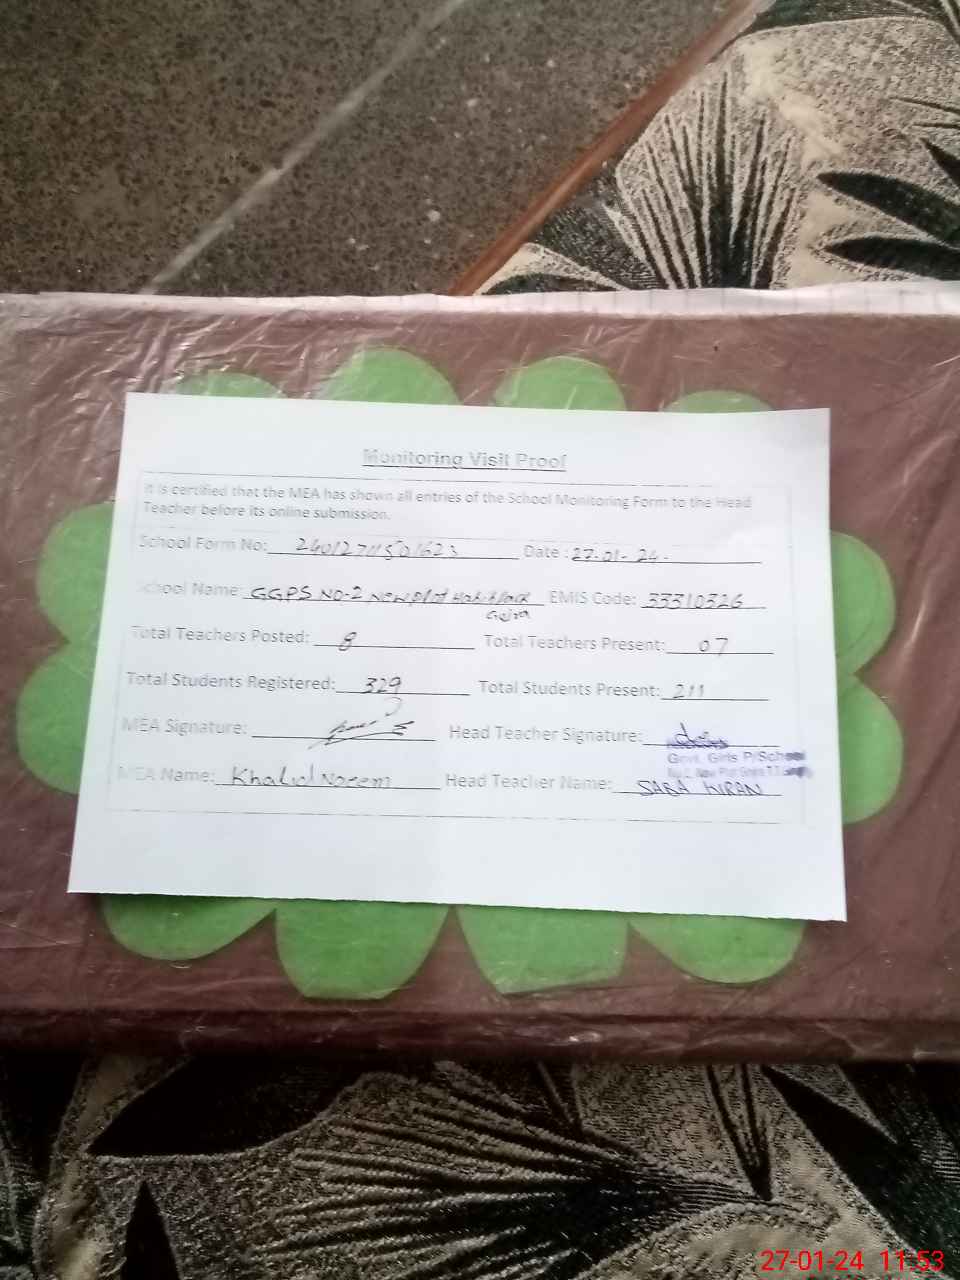 Monitoring Visit Proof
It is certified that the MEA has shown all entries of the School Monitoring Form to the Head
Teacher before its online submission.
School Form No: Date : 27-01-24-
School Name: GGPS NO-2 New Plot EMIS Code: 33310326
Gojra
Total Teachers Posted: 8 Total Teachers Present: 07
Total Students Registered: 329 Total Students Present: 211
MEA Signature: Head Teacher Signature:
Govt. Girls P/School
MEA Name: Khalid Naeem Head Teacher Name: SABA KIRAN
27-01-24 11:53